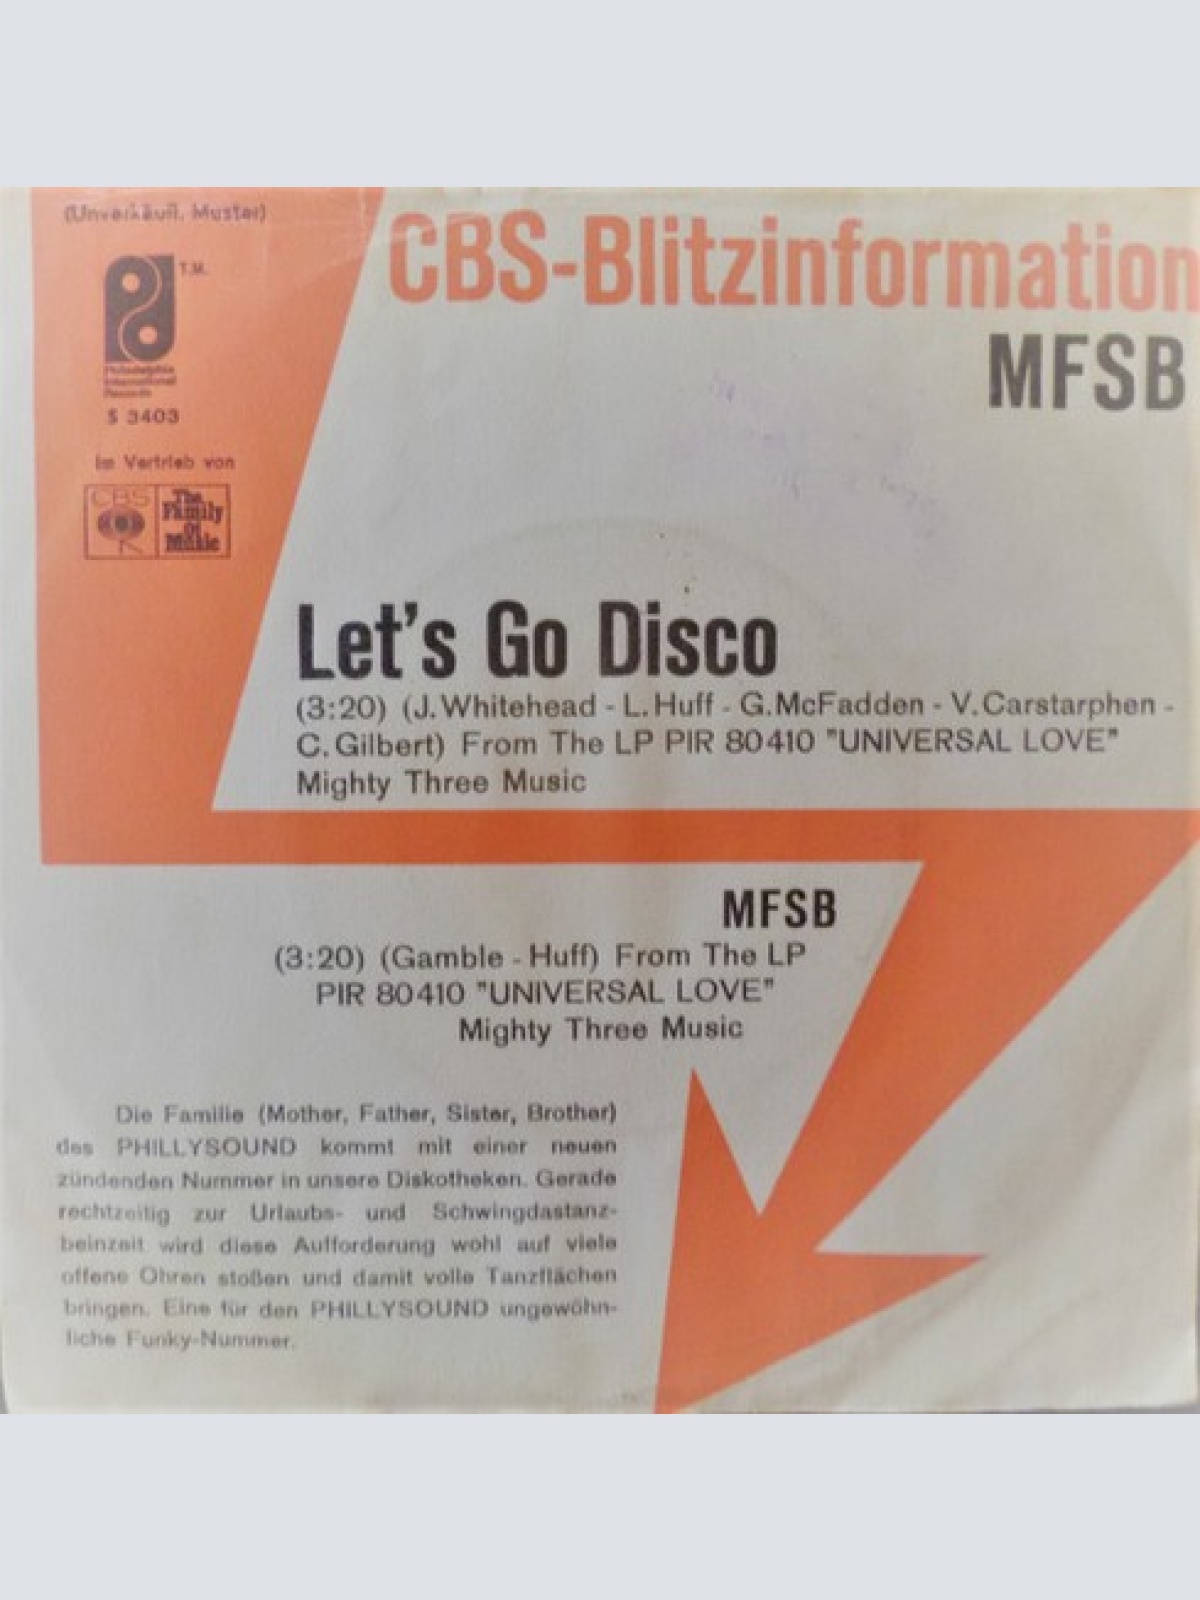 (Unverkäufl. Muster)
T.M.
Philadelphia
International
Records
S 3403
Im Vertrieb von
CBS
The
Family
Of
Music
CBS-Blitzinformation
MFSB
Let's Go Disco
(3:20) (J. Whitehead - L. Huff - G. McFadden - V. Carstarphen -
C. Gilbert) From The LP PIR 80410 "UNIVERSAL LOVE"
Mighty Three Music
MFSB
(3:20) (Gamble - Huff) From The LP
PIR 80410 "UNIVERSAL LOVE"
Mighty Three Music
Die Familie (Mother, Father, Sister, Brother)
des PHILLYSOUND kommt mit einer neuen
zündenden Nummer in unsere Diskotheken. Gerade
rechtzeitig zur Urlaubs- und Schwingdastanz-
beinzeit wird diese Aufforderung wohl auf viele
offene Ohren stoßen und damit volle Tanzflächen
bringen. Eine für den PHILLYSOUND ungewöhn-
liche Funky-Nummer.